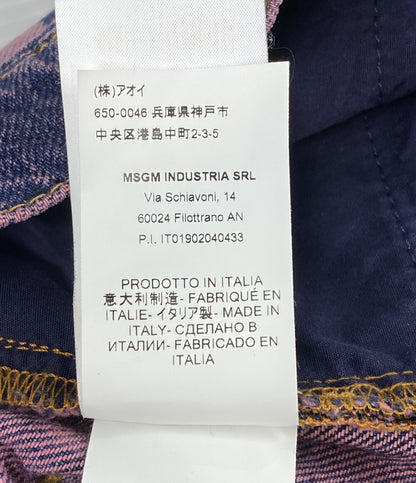 (株)アオイ
650-0046 兵庫県神戸市
中央区港島中町2-3-5
MSGM INDUSTRIA SRL
Via Schiavoni, 14
60024 Filottrano AN
P.I. IT01902040433
PRODOTTO IN ITALIA
意大利制造- FABRIQUÉ EN
ITALIE- イタリア製- MADE IN
ITALY- СДЕЛАНО В
ИТАЛИИ- FABRICADO EN
ITALIA